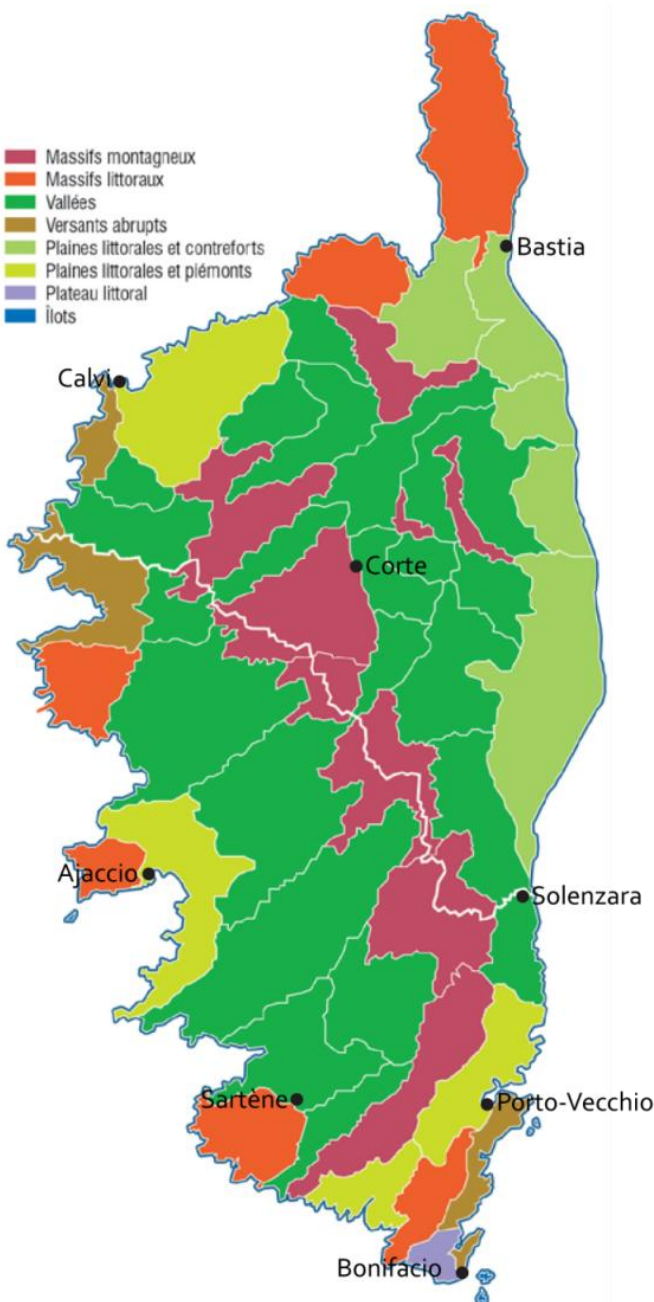 Massifs montagneux
Massifs littoraux
Vallées
Versants abrupts
Plaines littorales et contreforts
Plaines littorales et piémonts
Plateau littoral
Îlots
Bastia
Calvi
Corte
Ajaccio
Solenzara
Sartène
Porto-Vecchio
Bonifacio